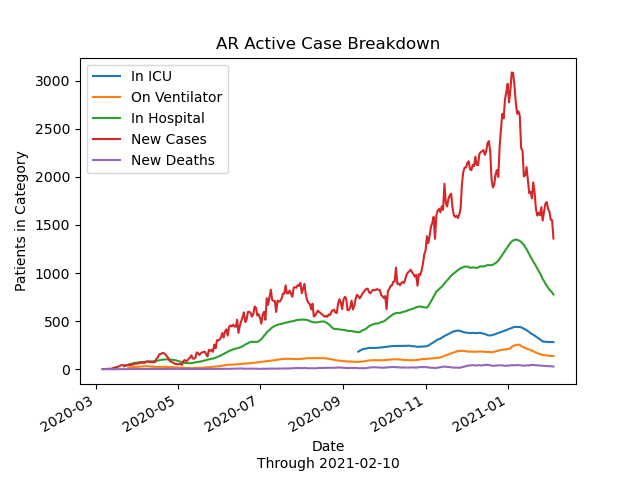 AR Active Case Breakdown
In ICU
On Ventilator
In Hospital
New Cases
New Deaths
Patients in Category
3000
2500
2000
1500
1000
500
0
2020-03
2020-05
2020-07
2020-09
2020-11
2021-01
Date
Through 2021-02-10